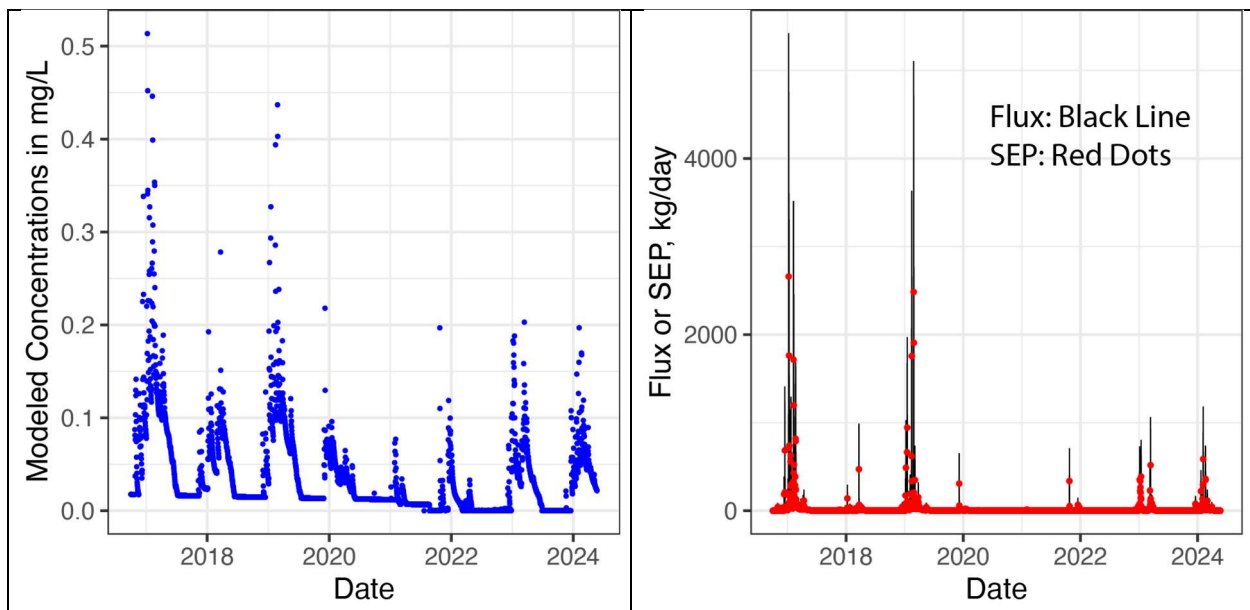 Modeled Concentrations in mg/L
0.5
0.4
0.3
0.2
0.1
0.0
2018 2020 2022 2024
Date
Flux or SEP, kg/day
4000
2000
0
Flux: Black Line
SEP: Red Dots
2018 2020 2022 2024
Date